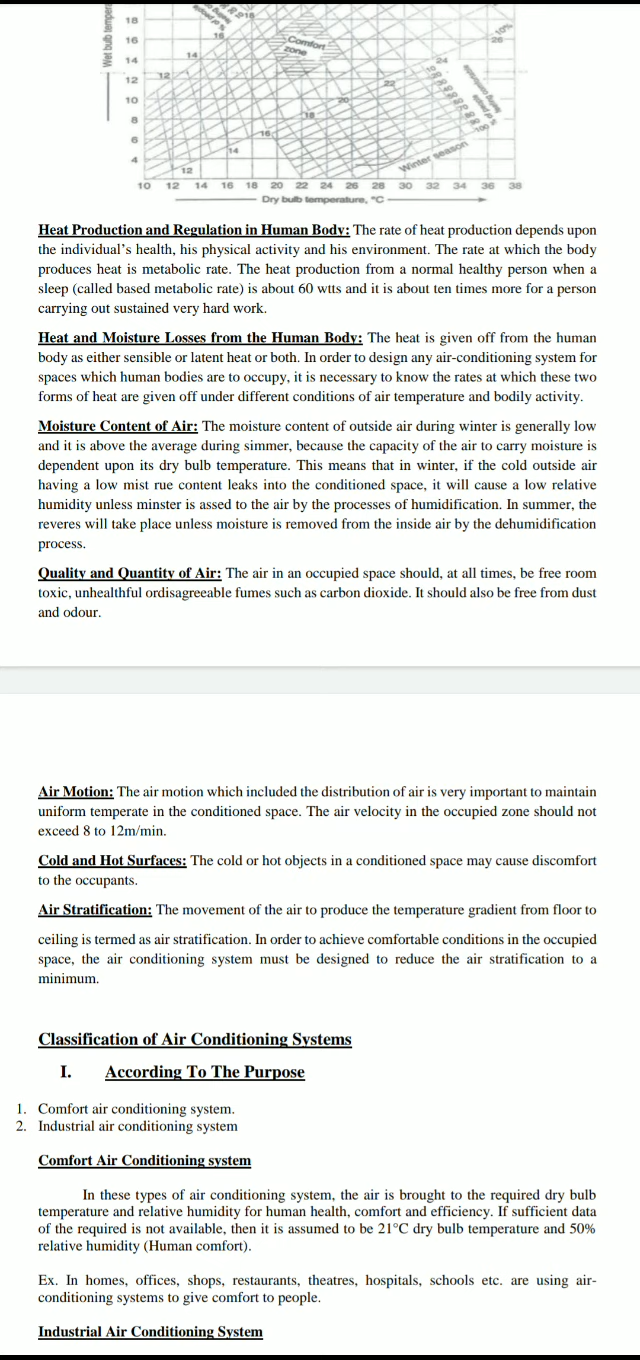 Wet bulb temper
18
16
14
12
10
8
6
4
18
16
14
12
Comfort
zone
10%
26
24
22
20
18
16
14
12
100
Winter season
10 12 14 16 18 20 22 24 26 28 30 32 34 36 38
Dry bulb temperature, °C
Heat Production and Regulation in Human Body: The rate of heat production depends upon
the individual's health, his physical activity and his environment. The rate at which the body
produces heat is metabolic rate. The heat production from a normal healthy person when a
sleep (called based metabolic rate) is about 60 wtts and it is about ten times more for a person
carrying out sustained very hard work.
Heat and Moisture Losses from the Human Body: The heat is given off from the human
body as either sensible or latent heat or both. In order to design any air-conditioning system for
spaces which human bodies are to occupy, it is necessary to know the rates at which these two
forms of heat are given off under different conditions of air temperature and bodily activity.
Moisture Content of Air: The moisture content of outside air during winter is generally low
and it is above the average during simmer, because the capacity of the air to carry moisture is
dependent upon its dry bulb temperature. This means that in winter, if the cold outside air
having a low mist rue content leaks into the conditioned space, it will cause a low relative
humidity unless minster is assed to the air by the processes of humidification. In summer, the
reveres will take place unless moisture is removed from the inside air by the dehumidification
process.
Quality and Quantity of Air: The air in an occupied space should, at all times, be free room
toxic, unhealthful ordisagreeable fumes such as carbon dioxide. It should also be free from dust
and odour.
Air Motion: The air motion which included the distribution of air is very important to maintain
uniform temperate in the conditioned space. The air velocity in the occupied zone should not
exceed 8 to 12m/min.
Cold and Hot Surfaces: The cold or hot objects in a conditioned space may cause discomfort
to the occupants.
Air Stratification: The movement of the air to produce the temperature gradient from floor to
ceiling is termed as air stratification. In order to achieve comfortable conditions in the occupied
space, the air conditioning system must be designed to reduce the air stratification to a
minimum.
Classification of Air Conditioning Systems
I. According To The Purpose
1. Comfort air conditioning system.
2. Industrial air conditioning system
Comfort Air Conditioning system
In these types of air conditioning system, the air is brought to the required dry bulb
temperature and relative humidity for human health, comfort and efficiency. If sufficient data
of the required is not available, then it is assumed to be 21°C dry bulb temperature and 50%
relative humidity (Human comfort).
Ex. In homes, offices, shops, restaurants, theatres, hospitals, schools etc. are using air-
conditioning systems to give comfort to people.
Industrial Air Conditioning System